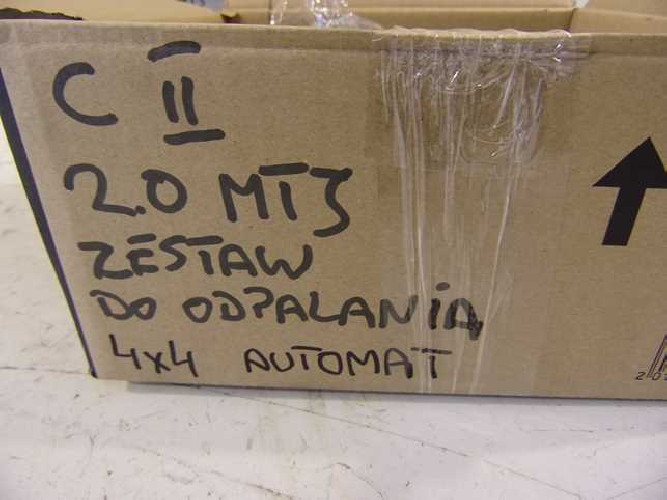 C II
2.0 MTJ
ZESTAW
DO ODPALANIA
4x4 AUTOMAT